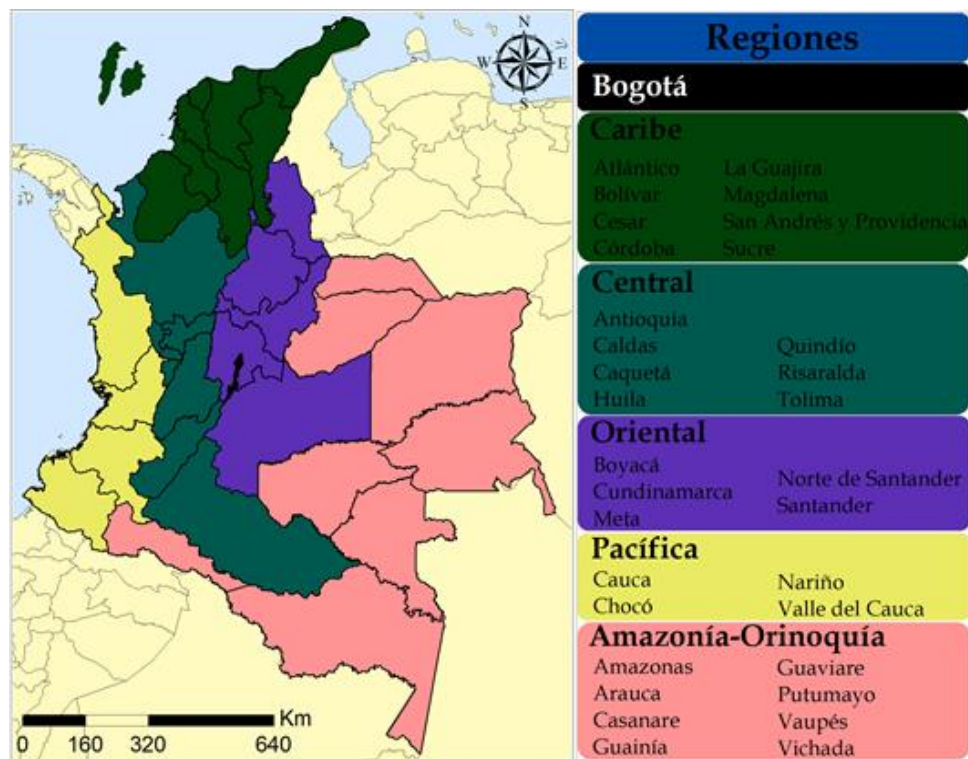 N
W E
S
Km
0 160 320 640
Regiones
Bogotá
Caribe
Atlántico La Guajira
Bolívar Magdalena
Cesar San Andrés y Providencia
Córdoba Sucre
Central
Antioquia
Caldas Quindío
Caquetá Risaralda
Huila Tolima
Oriental
Boyacá
Cundinamarca Norte de Santander
Meta Santander
Pacífica
Cauca Nariño
Chocó Valle del Cauca
Amazonía-Orinoquía
Amazonas Guaviare
Arauca Putumayo
Casanare Vaupés
Guainía Vichada